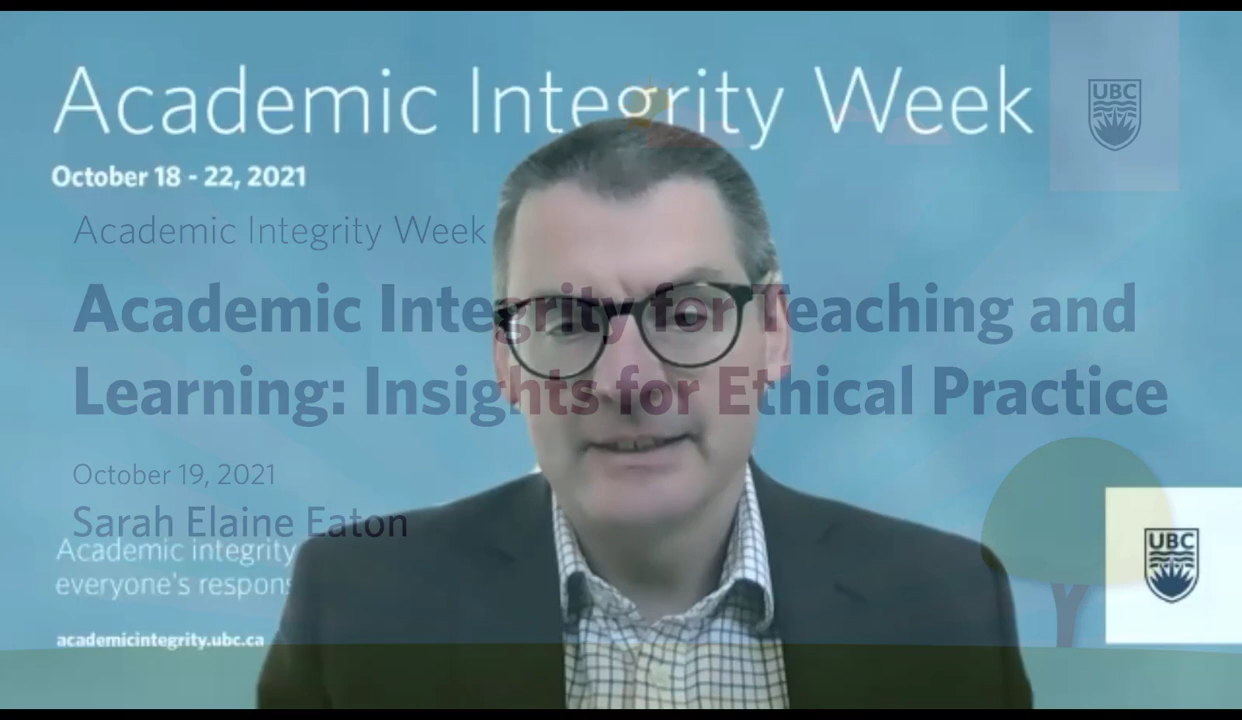 Academic Integrity Week
UBC
October 18 - 22, 2021
Academic Integrity Week
Academic Integrity for Teaching and
Learning: Insights for Ethical Practice
October 19, 2021
Sarah Elaine Eaton
Academic integrity
everyone's respons
UBC
academicintegrity.ubc.ca